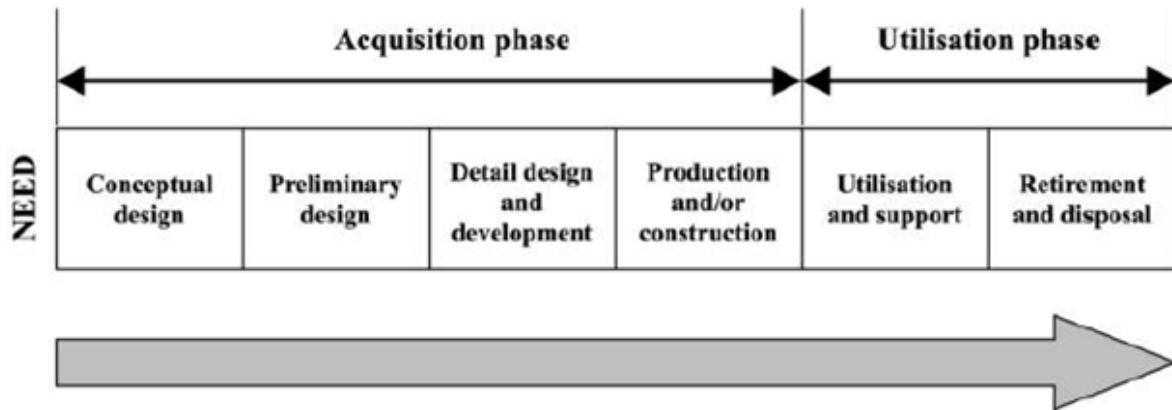 Acquisition phase
Utilisation phase
NEED
Conceptual
design
Preliminary
design
Detail design
and
development
Production
and/or
construction
Utilisation
and support
Retirement
and disposal